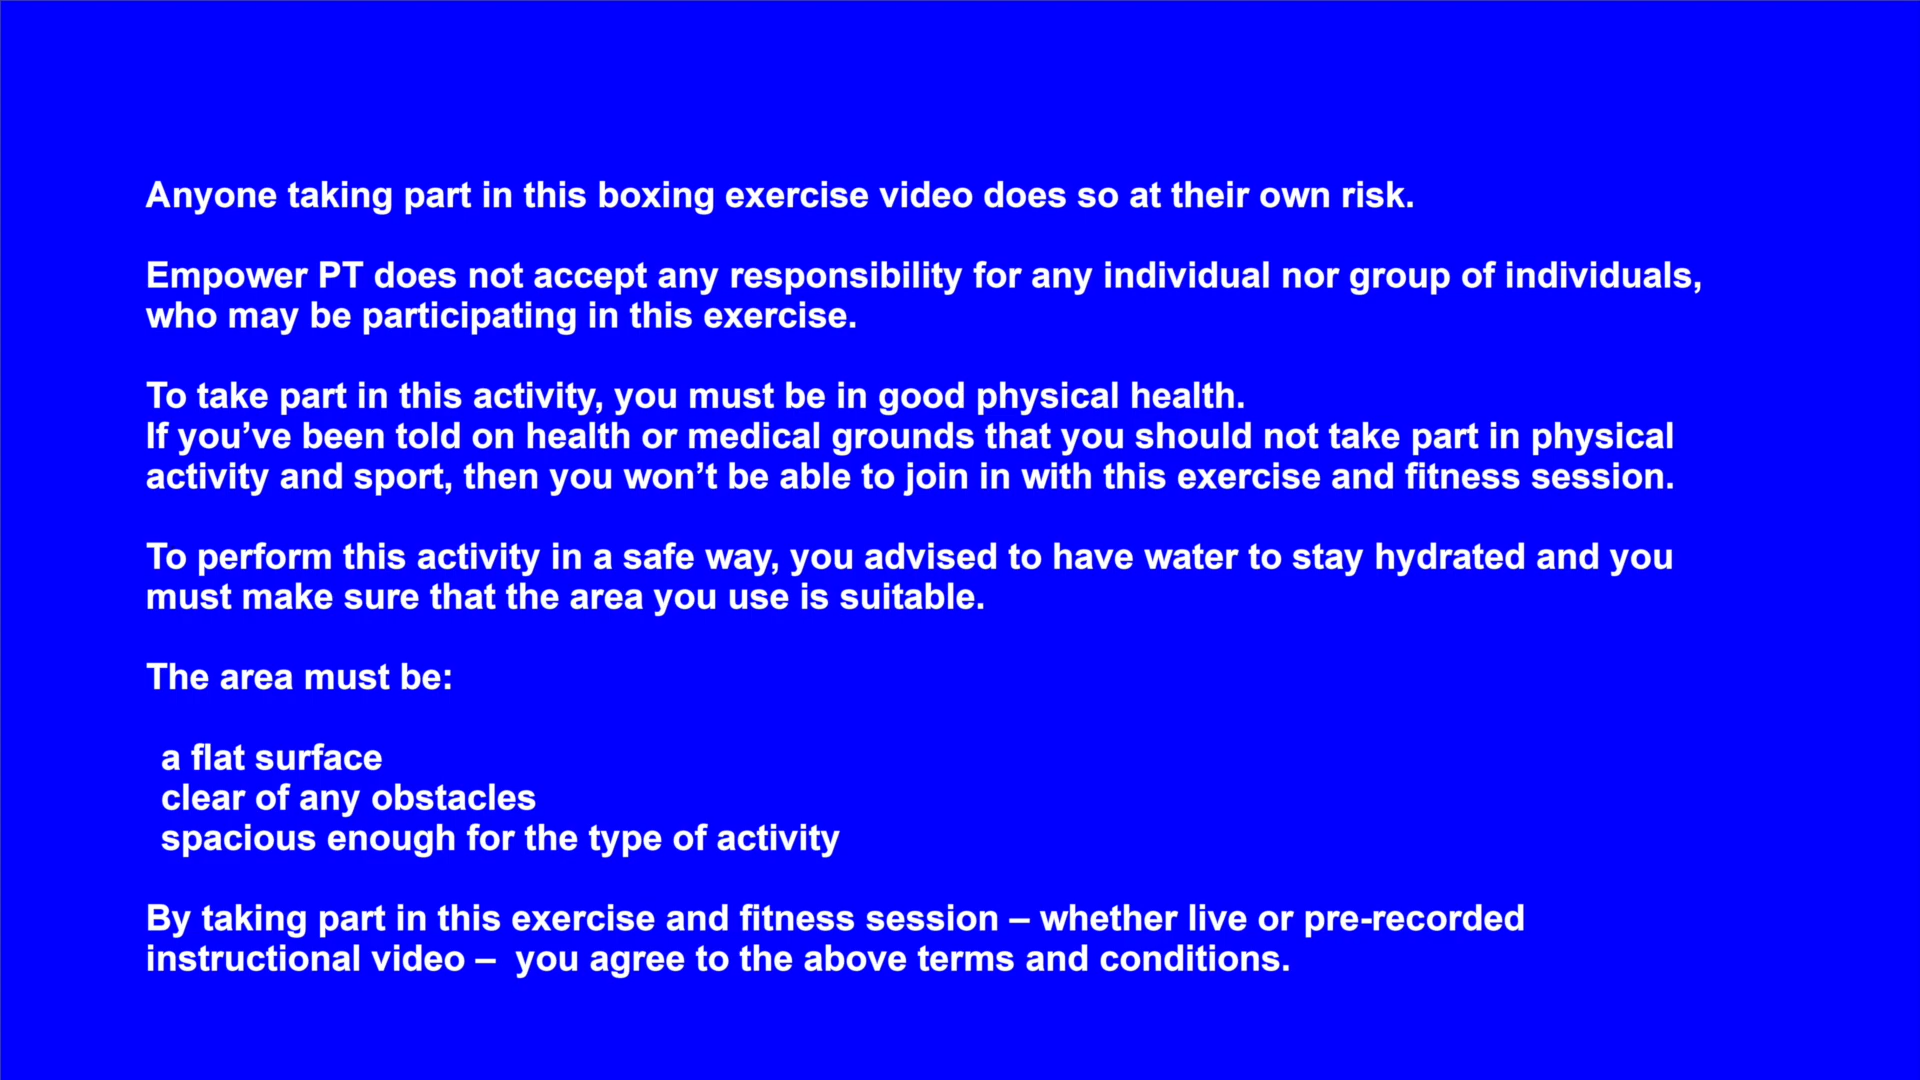 Anyone taking part in this boxing exercise video does so at their own risk.
Empower PT does not accept any responsibility for any individual nor group of individuals,
who may be participating in this exercise.
To take part in this activity, you must be in good physical health.
If you’ve been told on health or medical grounds that you should not take part in physical
activity and sport, then you won’t be able to join in with this exercise and fitness session.
To perform this activity in a safe way, you advised to have water to stay hydrated and you
must make sure that the area you use is suitable.
The area must be:
a flat surface
clear of any obstacles
spacious enough for the type of activity
By taking part in this exercise and fitness session – whether live or pre-recorded
instructional video –  you agree to the above terms and conditions.